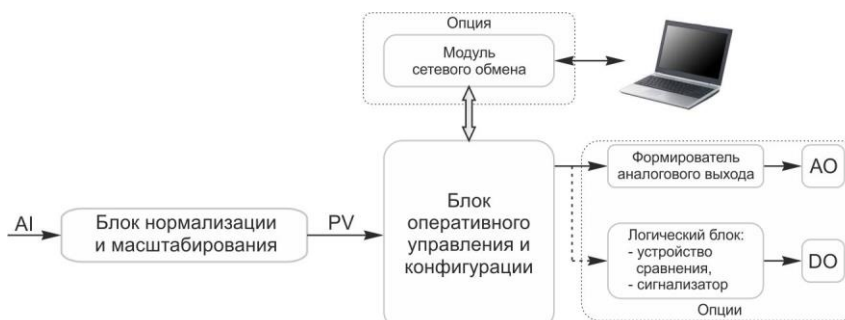 Опция
Модуль
сетевого обмена
AI
Блок нормализации
и масштабирования
PV
Блок
оперативного
управления и
конфигурации
Формирователь
аналогового выхода
AO
Логический блок:
- устройство
сравнения,
- сигнализатор
DO
Опции